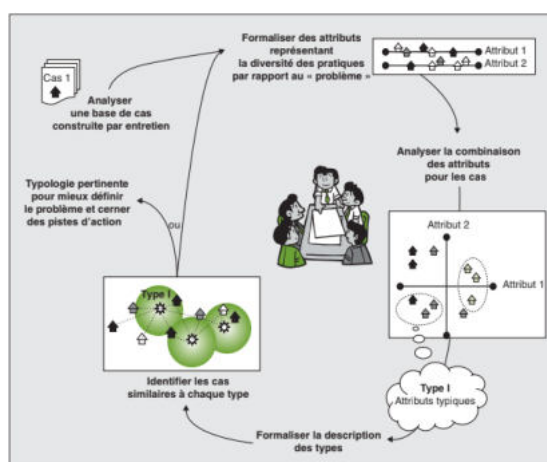 Formaliser des attributs
représentant
la diversité des pratiques
par rapport au « problème »
Attribut 1
Attribut 2
Cas 1
Analyser
une base de cas
construite par entretien
Analyser la combinaison
des attributs
pour les cas
Typologie pertinente
pour mieux définir
le problème et cerner
des pistes d'action
ou
Attribut 2
Attribut 1
Type I
Identifier les cas
similaires à chaque type
Type I
Attributs typiques
Formaliser la description
des types